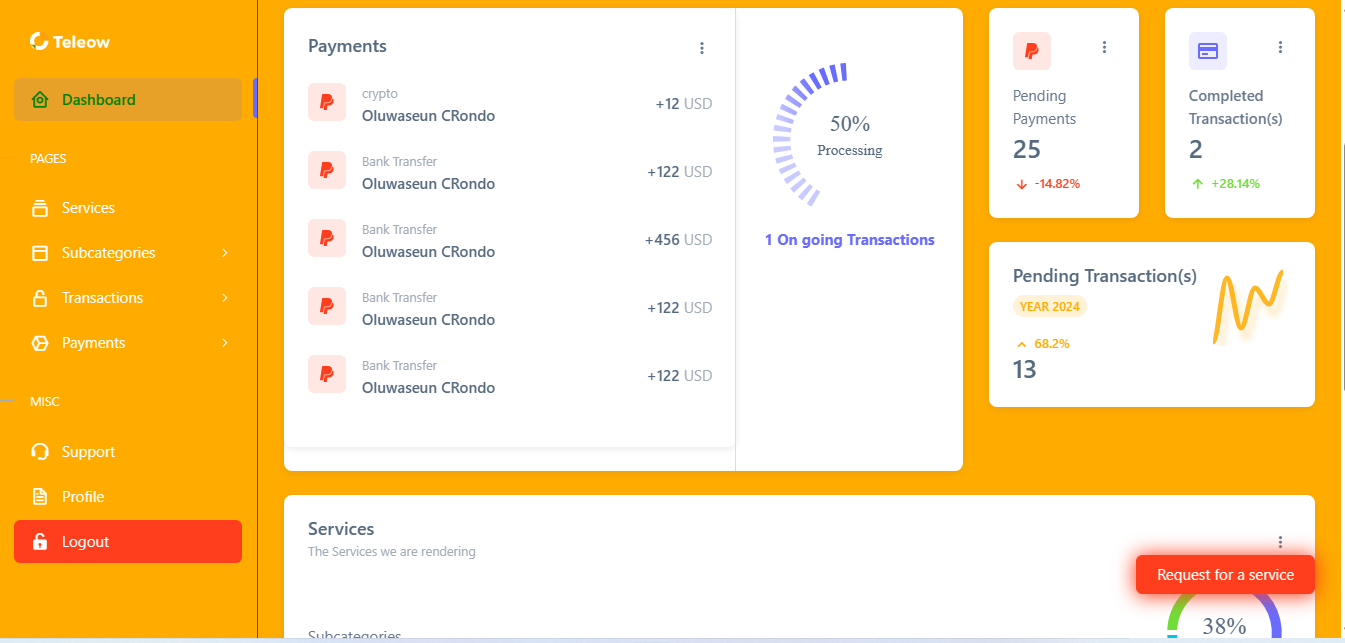 Teleow
Dashboard
PAGES
Services
Subcategories
Transactions
Payments
MISC
Support
Profile
Logout
Payments
crypto
Oluwaseun CRondo
+12 USD
Bank Transfer
Oluwaseun CRondo
+122 USD
Bank Transfer
Oluwaseun CRondo
+456 USD
Bank Transfer
Oluwaseun CRondo
+122 USD
Bank Transfer
Oluwaseun CRondo
+122 USD
50%
Processing
1 On going Transactions
Pending
Payments
25
-14.82%
Completed
Transaction(s)
2
+28.14%
Pending Transaction(s)
YEAR 2024
68.2%
13
Services
The Services we are rendering
Request for a service
Subcategories
38%